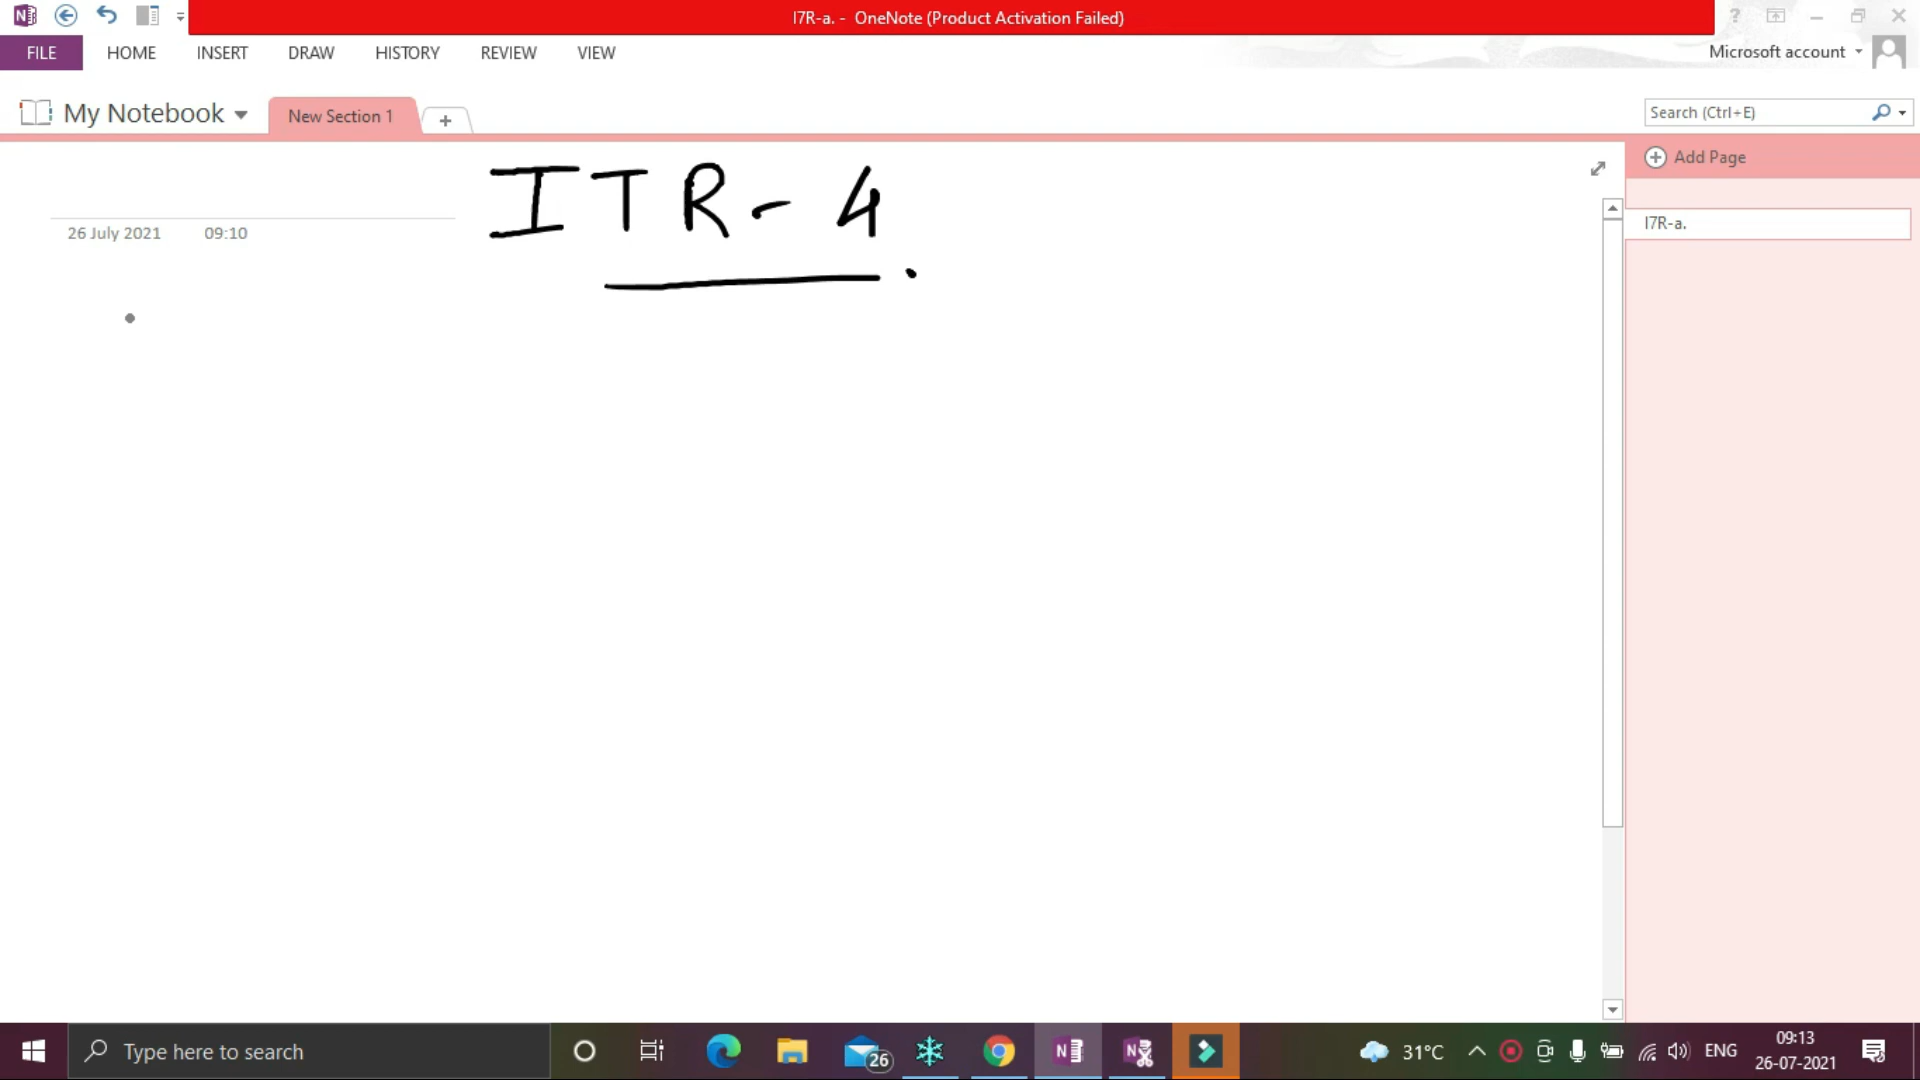 I7R-a. - OneNote (Product Activation Failed)
FILE HOME INSERT DRAW HISTORY REVIEW VIEW
Microsoft account
My Notebook
New Section 1
Search (Ctrl+E)
Add Page
I7R-a.
ITR-4.
26 July 2021 09:10
Type here to search
26
31°C
ENG
09:13
26-07-2021